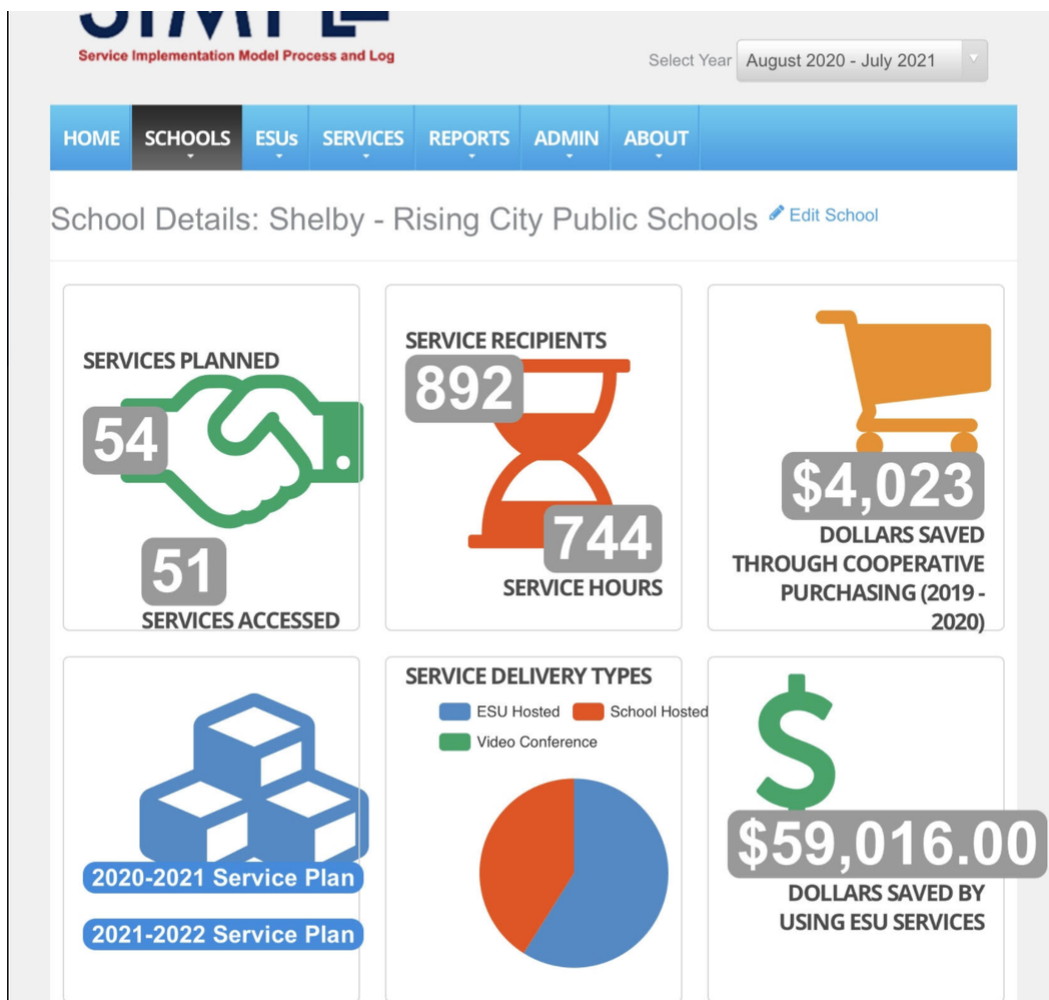 Service Implementation Model Process and Log
Select Year August 2020 - July 2021
HOME SCHOOLS ESUs SERVICES REPORTS ADMIN ABOUT
School Details: Shelby - Rising City Public Schools Edit School
SERVICES PLANNED
54
51
SERVICES ACCESSED
SERVICE RECIPIENTS
892
744
SERVICE HOURS
$4,023
DOLLARS SAVED
THROUGH COOPERATIVE
PURCHASING (2019 -
2020)
2020-2021 Service Plan
2021-2022 Service Plan
SERVICE DELIVERY TYPES
ESU Hosted School Hosted
Video Conference
$
$59,016.00
DOLLARS SAVED BY
USING ESU SERVICES